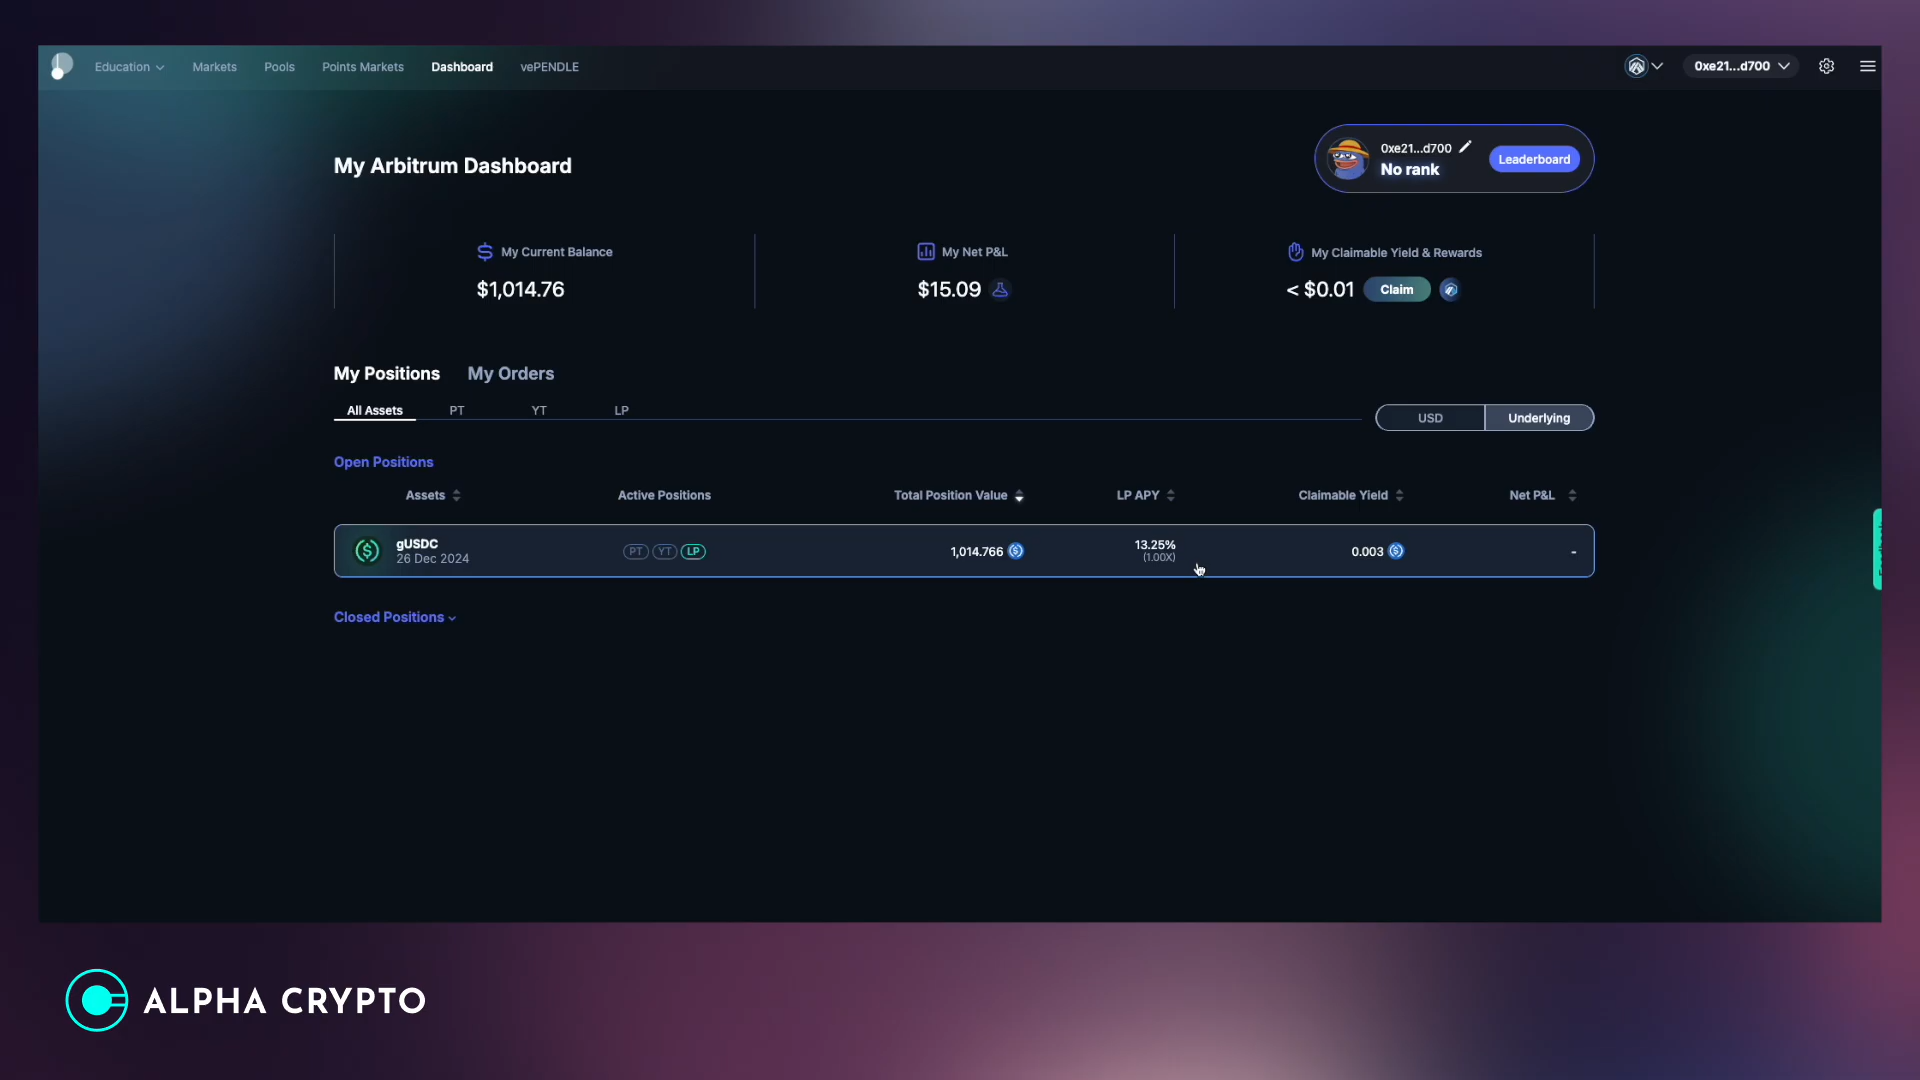 Education Markets Pools Points Markets Dashboard vePENDLE 0xe21...d700
My Arbitrum Dashboard
0xe21...d700
No rank
Leaderboard
My Current Balance
$1,014.76
My Net P&L
$15.09
My Claimable Yield & Rewards
< $0.01 Claim
My Positions My Orders
All Assets PT YT LP
USD Underlying
Open Positions
Assets Active Positions Total Position Value LP APY Claimable Yield Net P&L
gUSDC
26 Dec 2024
PT YT LP
1,014.766
13.25%
(1.00X)
0.003
-
Closed Positions
ALPHA CRYPTO